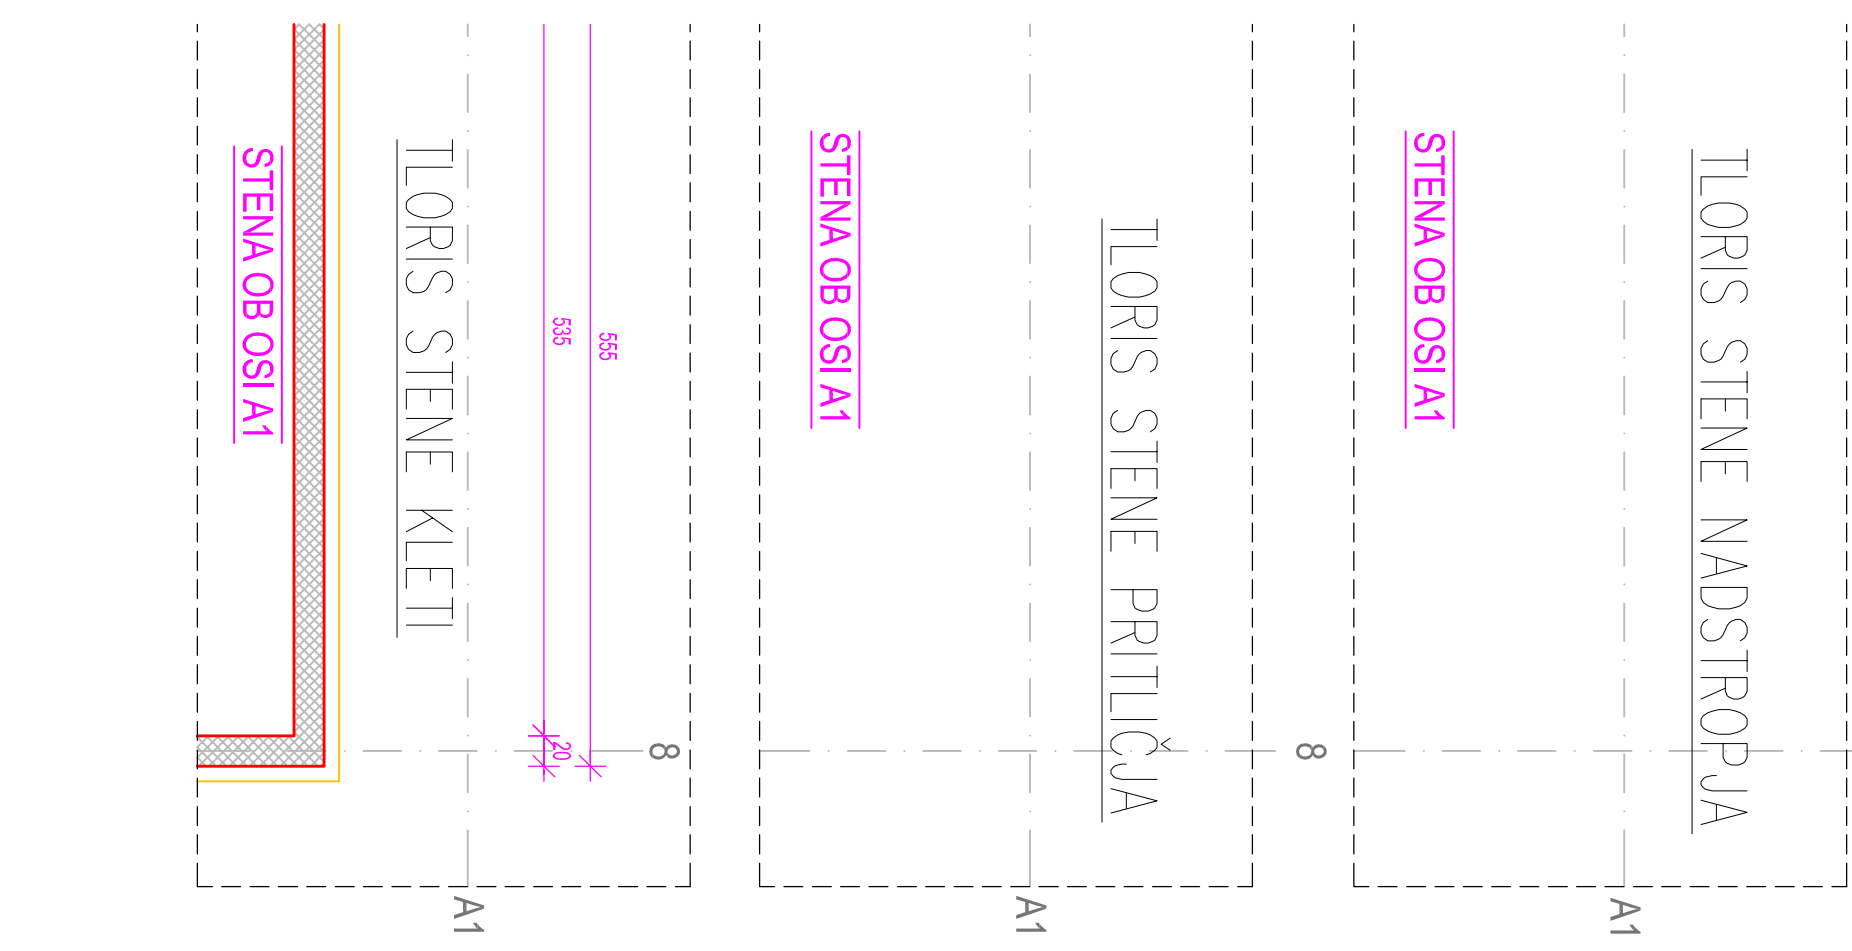 TLORIS STENE NADSTROPJA
STENA OB OSI A1
A1
8
TLORIS STENE PRITLIČJA
STENA OB OSI A1
A1
8
555
535
20
TLORIS STENE KLETI
STENA OB OSI A1
A1